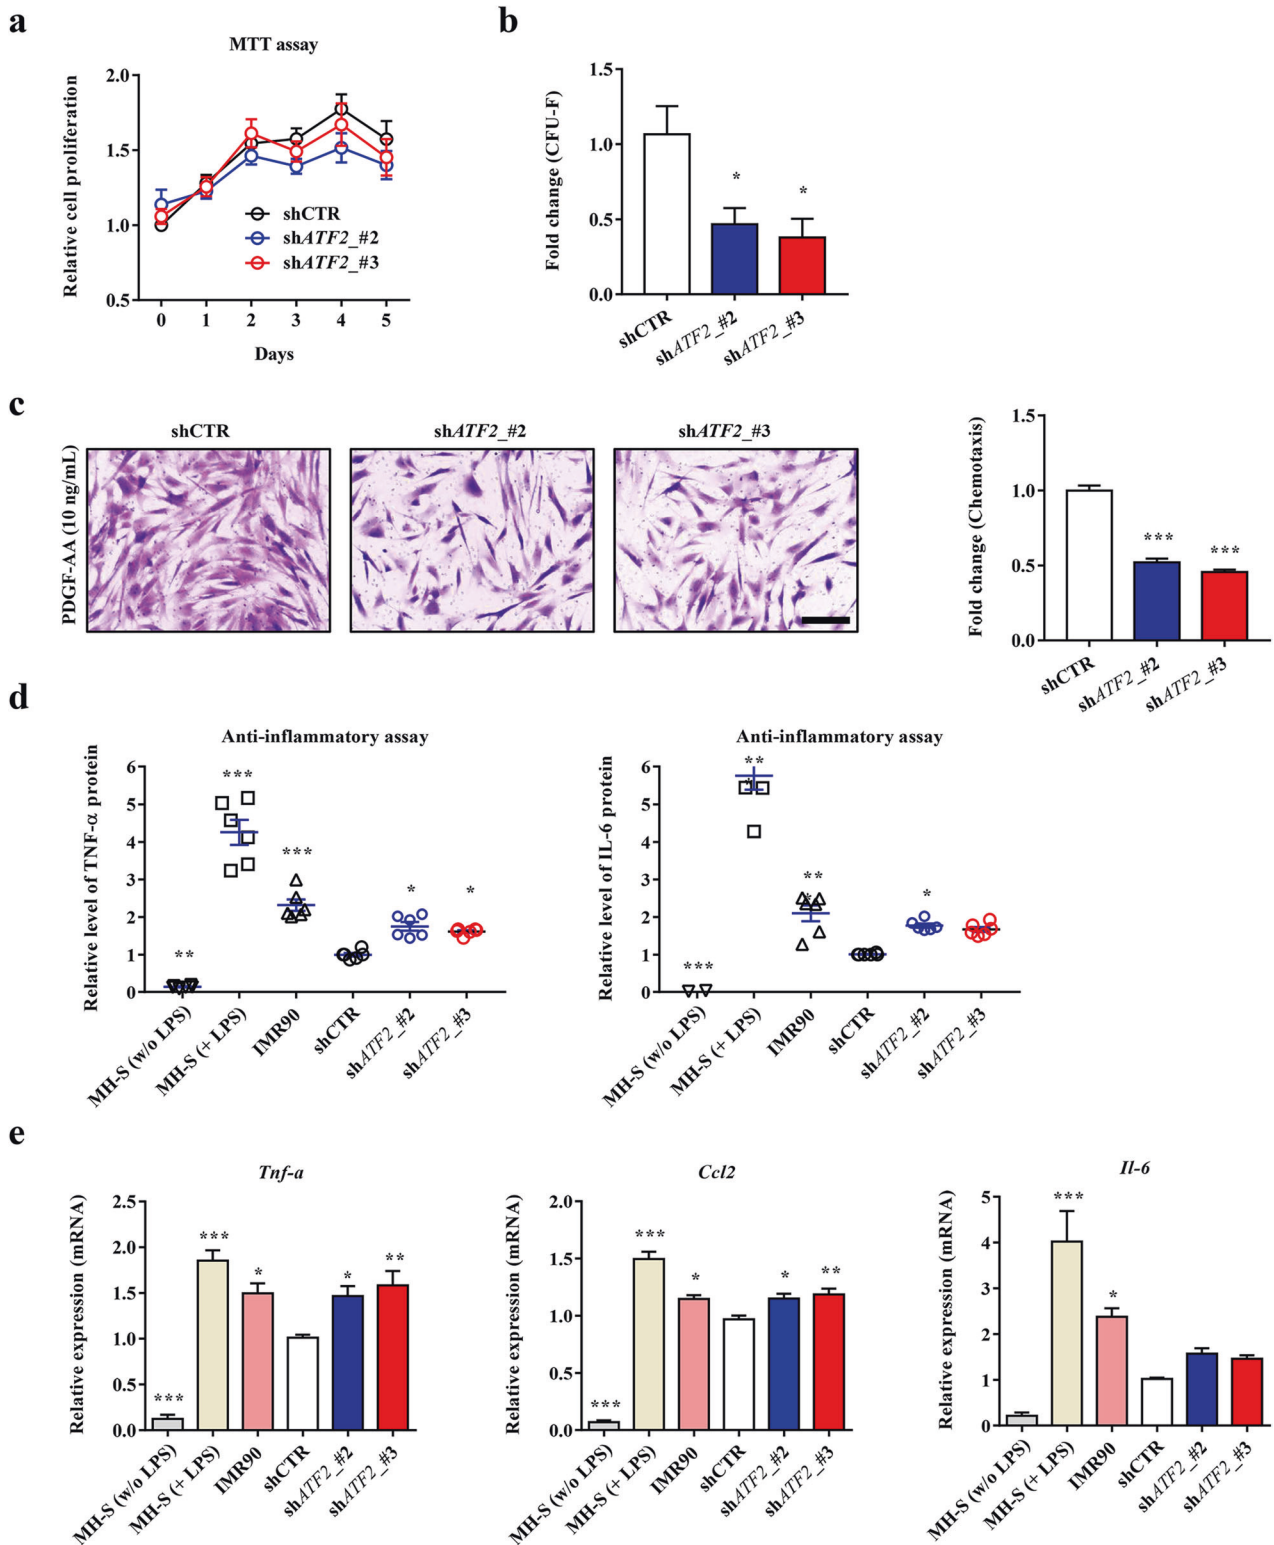 a
MTT assay
Relative cell proliferation
2.0
1.5
1.0
0.5
0 1 2 3 4 5
Days
shCTR
shATF2_#2
shATF2_#3
b
Fold change (CFU-F)
1.5
1.0
0.5
0.0
*
*
shCTR
shATF2_#2
shATF2_#3
c
PDGF-AA (10 ng/mL)
shCTR
shATF2_#2
shATF2_#3
Fold change (Chemotaxis)
1.5
1.0
0.5
0.0
***
***
shCTR
shATF2_#2
shATF2_#3
d
Anti-inflammatory assay
Relative level of TNF-α protein
6
5
4
3
2
1
0
**
***
***
*
*
MH-S (w/o LPS)
MH-S (+ LPS)
IMR90
shCTR
shATF2_#2
shATF2_#3
Anti-inflammatory assay
Relative level of IL-6 protein
6
5
4
3
2
1
0
***
**
*
**
*
*
MH-S (w/o LPS)
MH-S (+ LPS)
IMR90
shCTR
shATF2_#2
shATF2_#3
e
Tnf-a
Relative expression (mRNA)
2.5
2.0
1.5
1.0
0.5
0.0
***
***
*
*
**
MH-S (w/o LPS)
MH-S (+ LPS)
IMR90
shCTR
shATF2_#2
shATF2_#3
Ccl2
Relative expression (mRNA)
2.0
1.5
1.0
0.5
0.0
***
***
*
*
**
MH-S (w/o LPS)
MH-S (+ LPS)
IMR90
shCTR
shATF2_#2
shATF2_#3
Il-6
Relative expression (mRNA)
5
4
3
2
1
0
***
*
MH-S (w/o LPS)
MH-S (+ LPS)
IMR90
shCTR
shATF2_#2
shATF2_#3